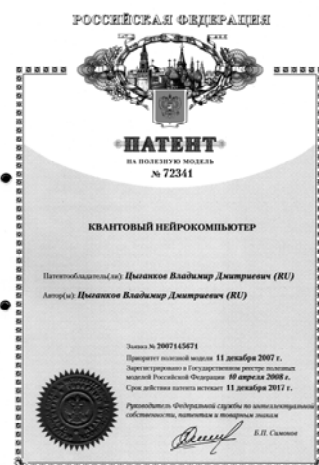 РОССИЙСКАЯ ФЕДЕРАЦИЯ
ПАТЕНТ
НА ПОЛЕЗНУЮ МОДЕЛЬ
№ 72341
КВАНТОВЫЙ НЕЙРОКОМПЬЮТЕР
Патентообладатель(ли): Цыганков Владимир Дмитриевич (RU)
Автор(ы): Цыганков Владимир Дмитриевич (RU)
Заявка № 2007145671
Приоритет полезной модели 11 декабря 2007 г.
Зарегистрировано в Государственном реестре полезных
моделей Российской Федерации 10 апреля 2008 г.
Срок действия патента истекает 11 декабря 2017 г.
Руководитель Федеральной службы по интеллектуальной
собственности, патентам и товарным знакам
Б.П. Симонов